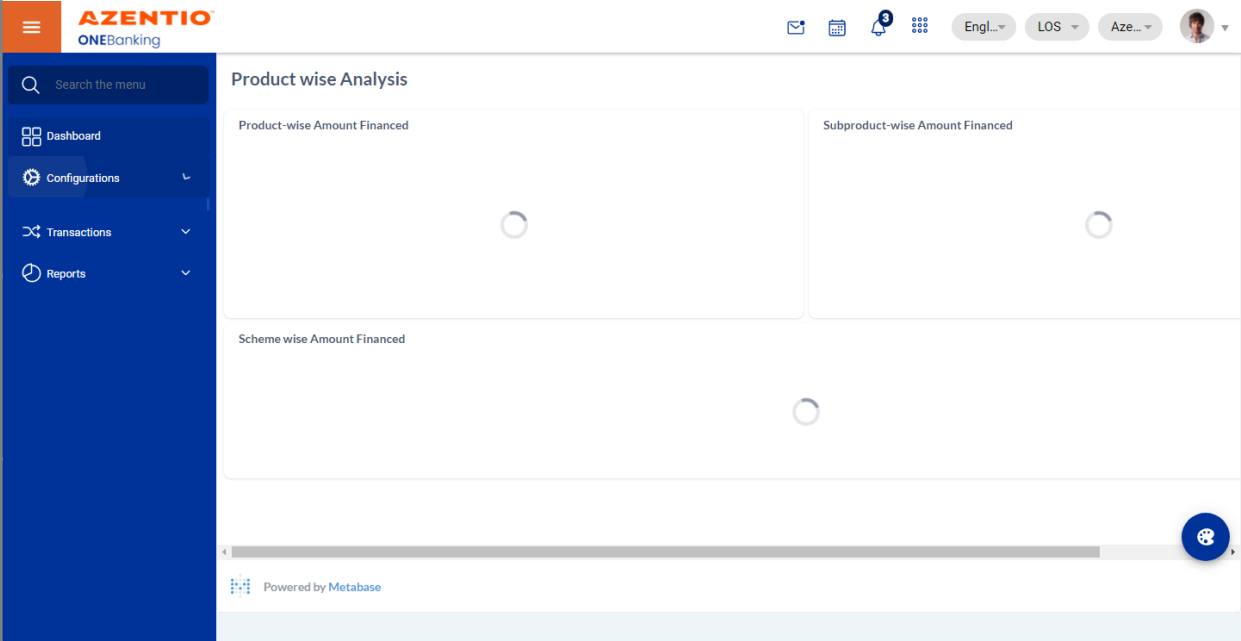 AZENTIO™
ONEBanking
3
Engl...
LOS
Aze...
Search the menu
Dashboard
Configurations
Transactions
Reports
Product wise Analysis
Product-wise Amount Financed
Subproduct-wise Amount Financed
Scheme wise Amount Financed
Powered by Metabase